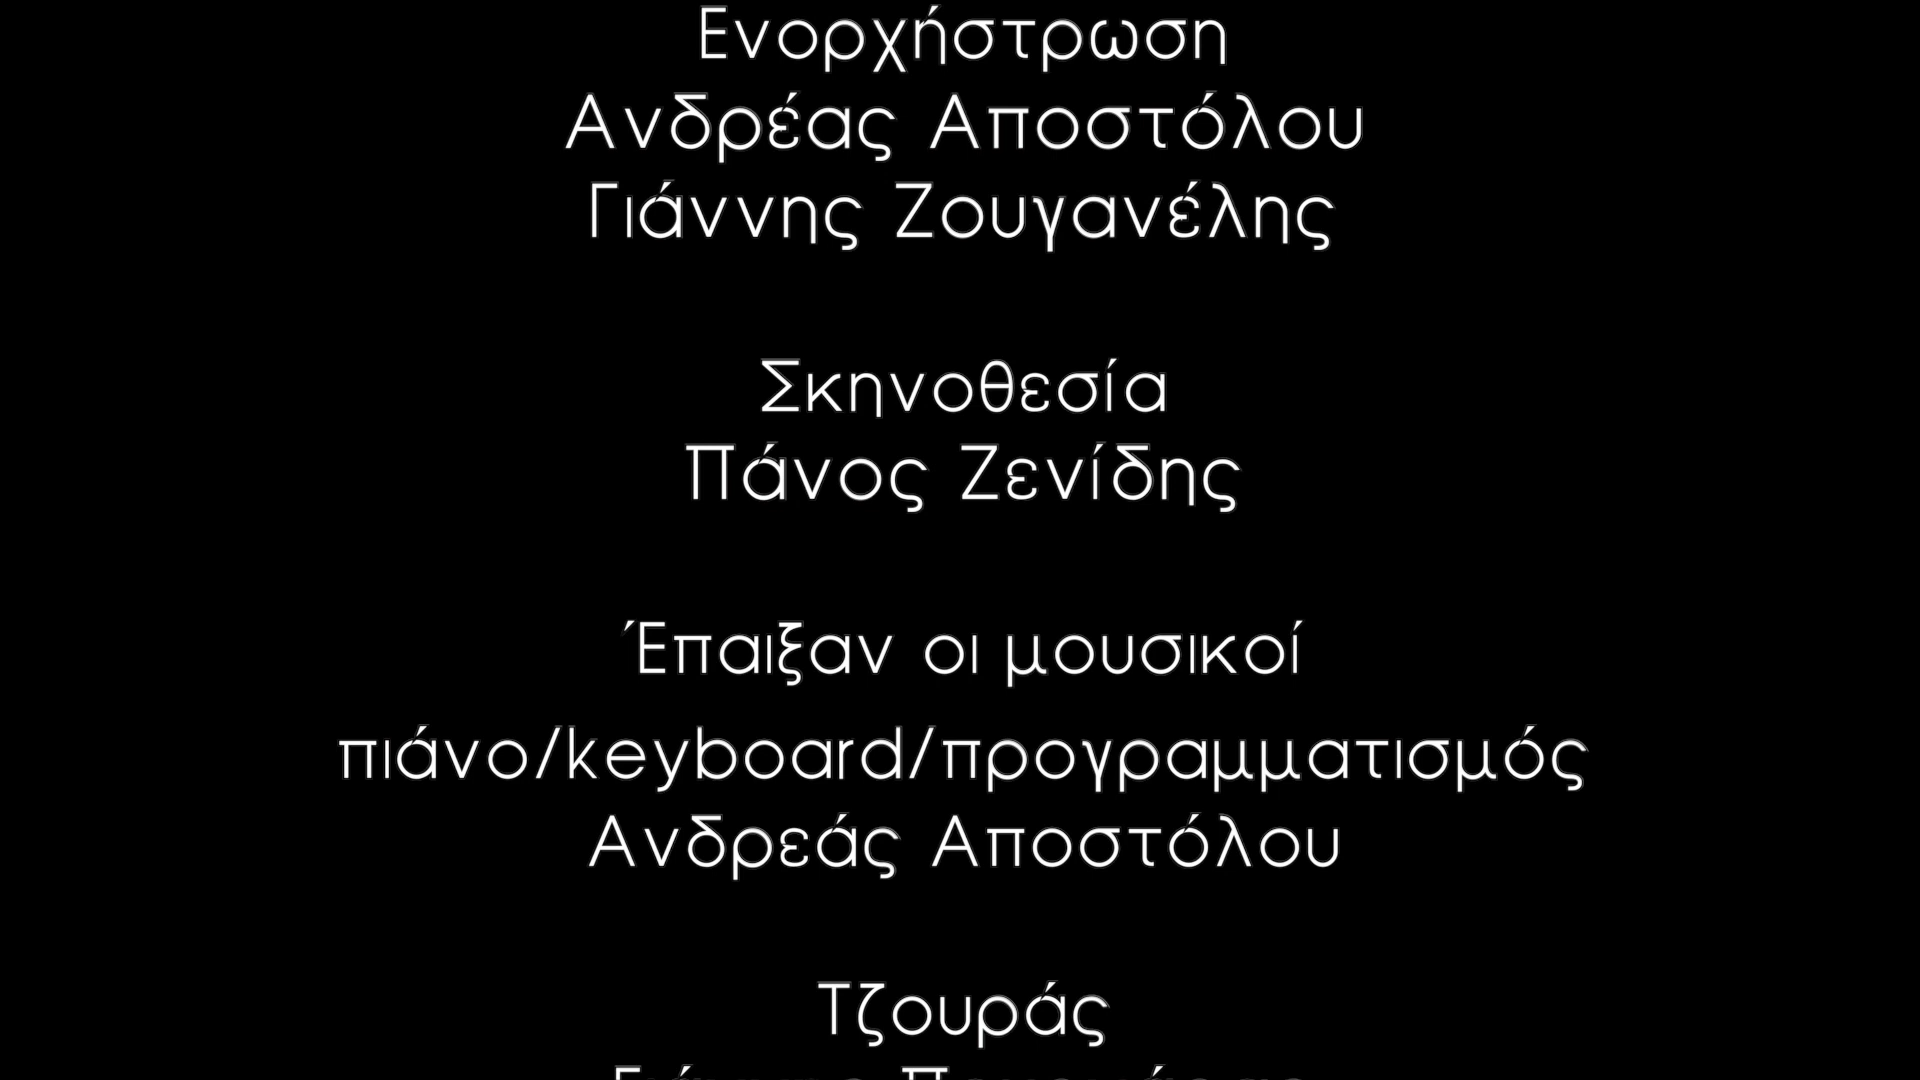 Ενορχήστρωση
Ανδρέας Αποστόλου
Γιάννης Ζουγανέλης
Σκηνοθεσία
Πάνος Ζενίδης
Έπαιξαν οι μουσικοί
πιάνο/keyboard/προγραμματισμός
Ανδρεάς Αποστόλου
Τζουράς